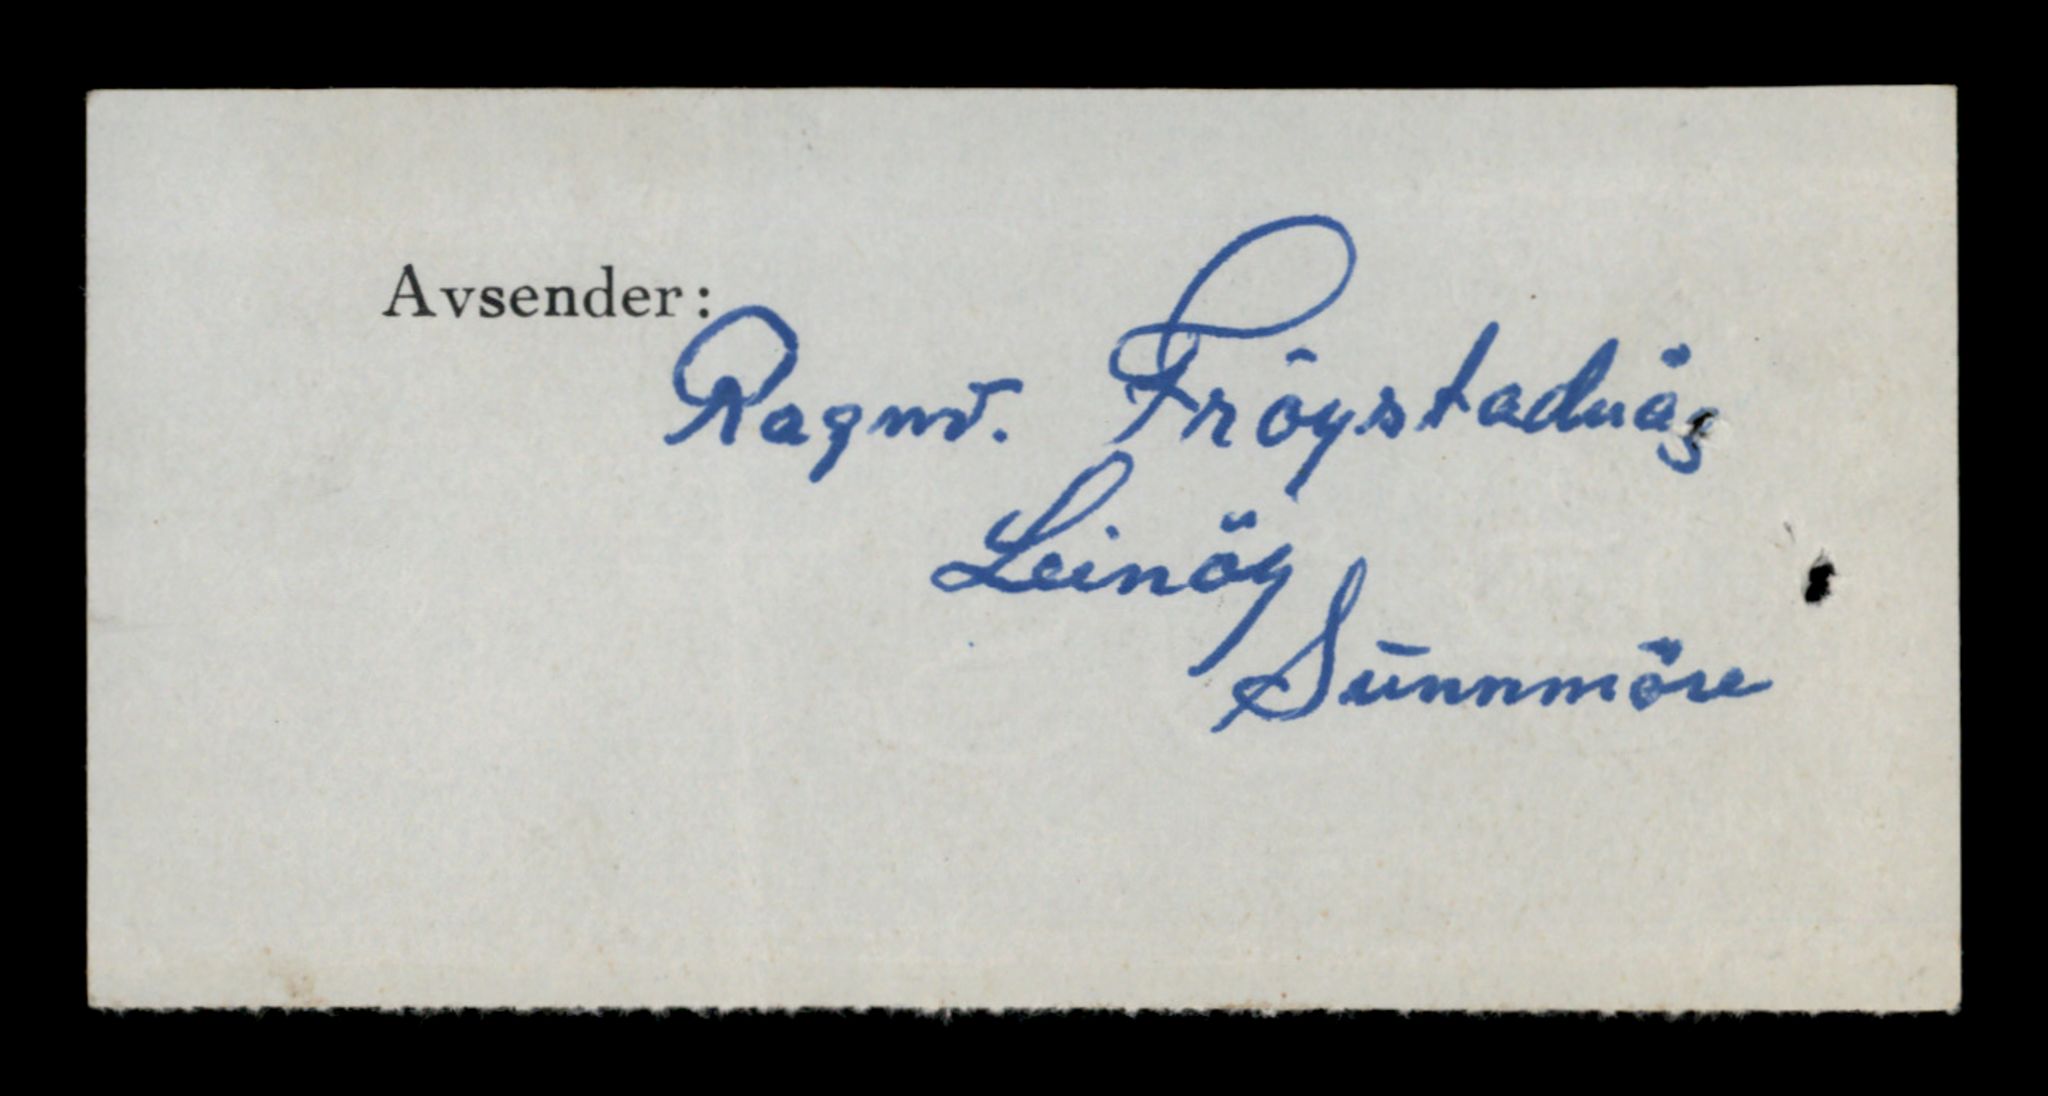 Avsender:
Ragnv. Fröystadvåg
Leinöy
Sunnmöre